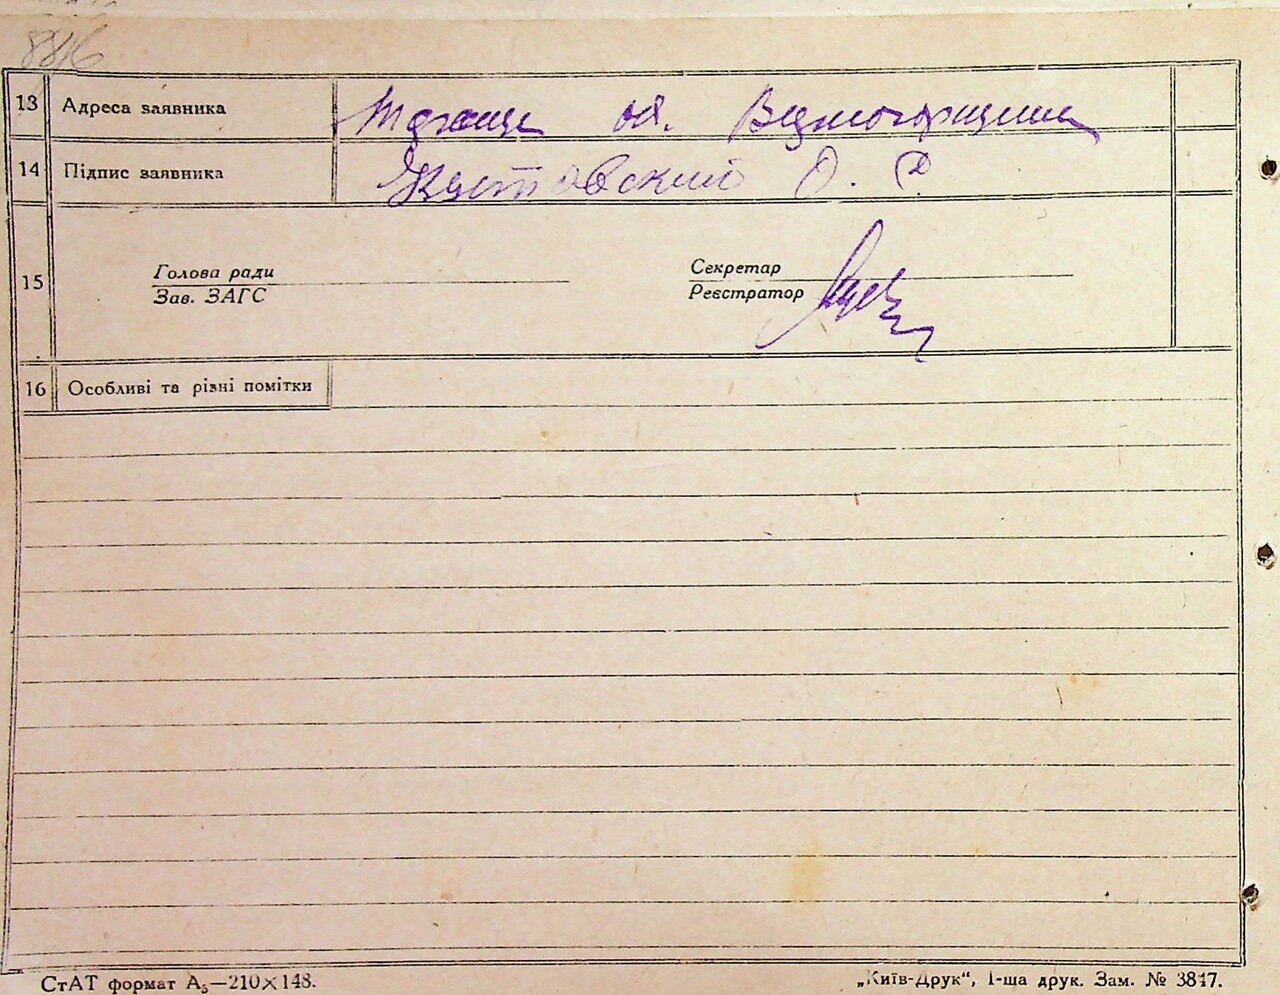 13 Адреса заявника Тараща
14 Підпис заявника О. Р.
15
Голова ради Секретар
Зав. ЗАГС Реєстратор
16 Особливі та різні помітки
СтАТ формат А₅—210×148. „Київ-Друк“, 1-ша друк. Зам. № 3847.